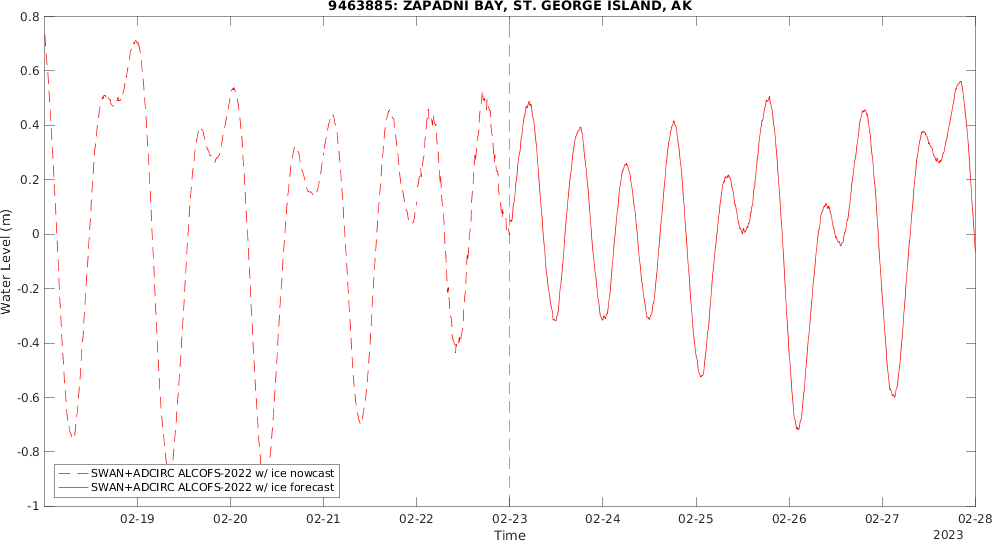 9463885: ZAPADNI BAY, ST. GEORGE ISLAND, AK
0.8
0.6
0.4
0.2
0
-0.2
-0.4
-0.6
-0.8
-1
Water Level (m)
SWAN+ADCIRC ALCOFS-2022 w/ ice nowcast
SWAN+ADCIRC ALCOFS-2022 w/ ice forecast
02-19 02-20 02-21 02-22 02-23 02-24 02-25 02-26 02-27 02-28
Time
2023